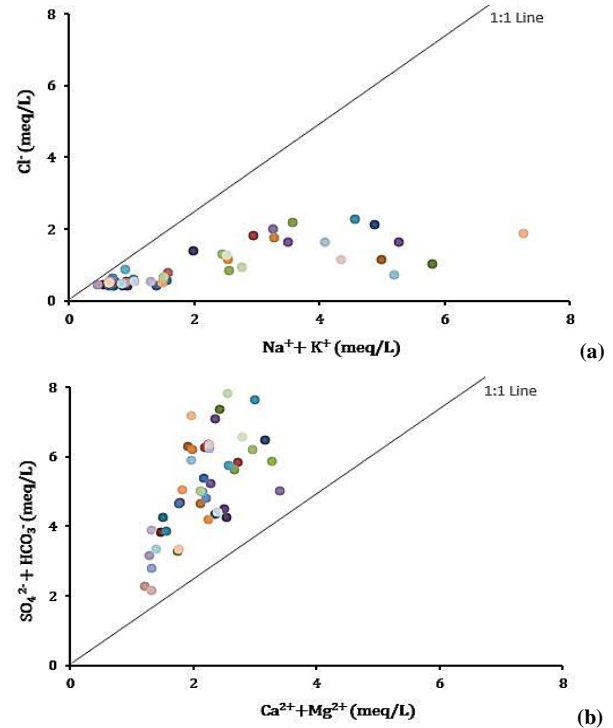 1:1 Line
Cl⁻ (meq/L)
8
6
4
2
0
0 2 4 6 8
Na⁺+ K⁺ (meq/L)
(a)
1:1 Line
SO₄²⁻+ HCO₃⁻ (meq/L)
8
6
4
2
0
0 2 4 6 8
Ca²⁺+Mg²⁺ (meq/L)
(b)